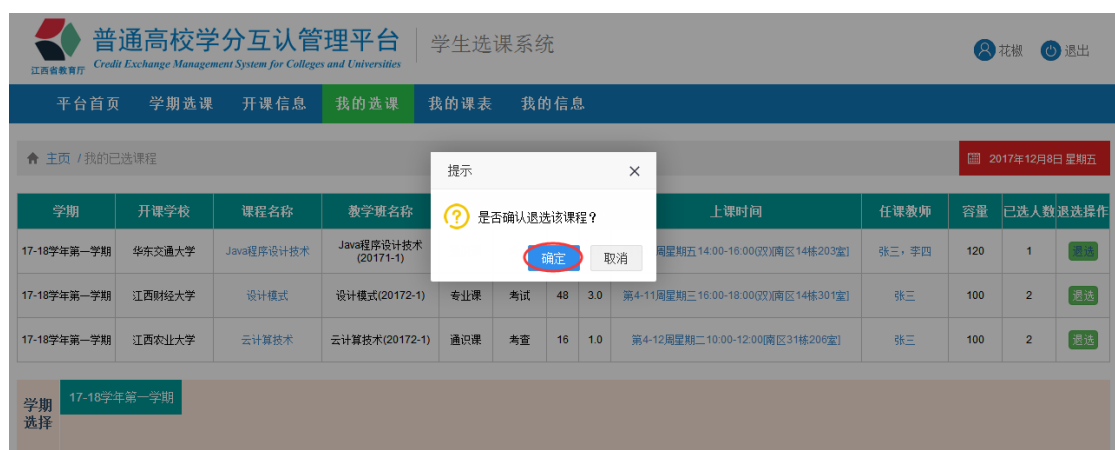 普通高校学分互认管理平台 学生选课系统
江西省教育厅 Credit Exchange Management System for Colleges and Universities
花椒 退出
平台首页 学期选课 开课信息 我的选课 我的课表 我的信息
主页 / 我的已选课程
2017年12月8日 星期五
提示
是否确认退选该课程?
确定 取消
学期 开课学校 课程名称 教学班名称 上课时间 任课教师 容量 已选人数 退选操作
17-18学年第一学期 华东交通大学 Java程序设计技术 Java程序设计技术(20171-1) 周星期五14:00-16:00(双)[南区14栋203室] 张三，李四 120 1 退选
17-18学年第一学期 江西财经大学 设计模式 设计模式(20172-1) 专业课 考试 48 3.0 第4-11周星期三16:00-18:00(双)[南区14栋301室] 张三 100 2 退选
17-18学年第一学期 江西农业大学 云计算技术 云计算技术(20172-1) 通识课 考查 16 1.0 第4-12周星期二10:00-12:00[南区31栋206室] 张三 100 2 退选
学期选择
17-18学年第一学期